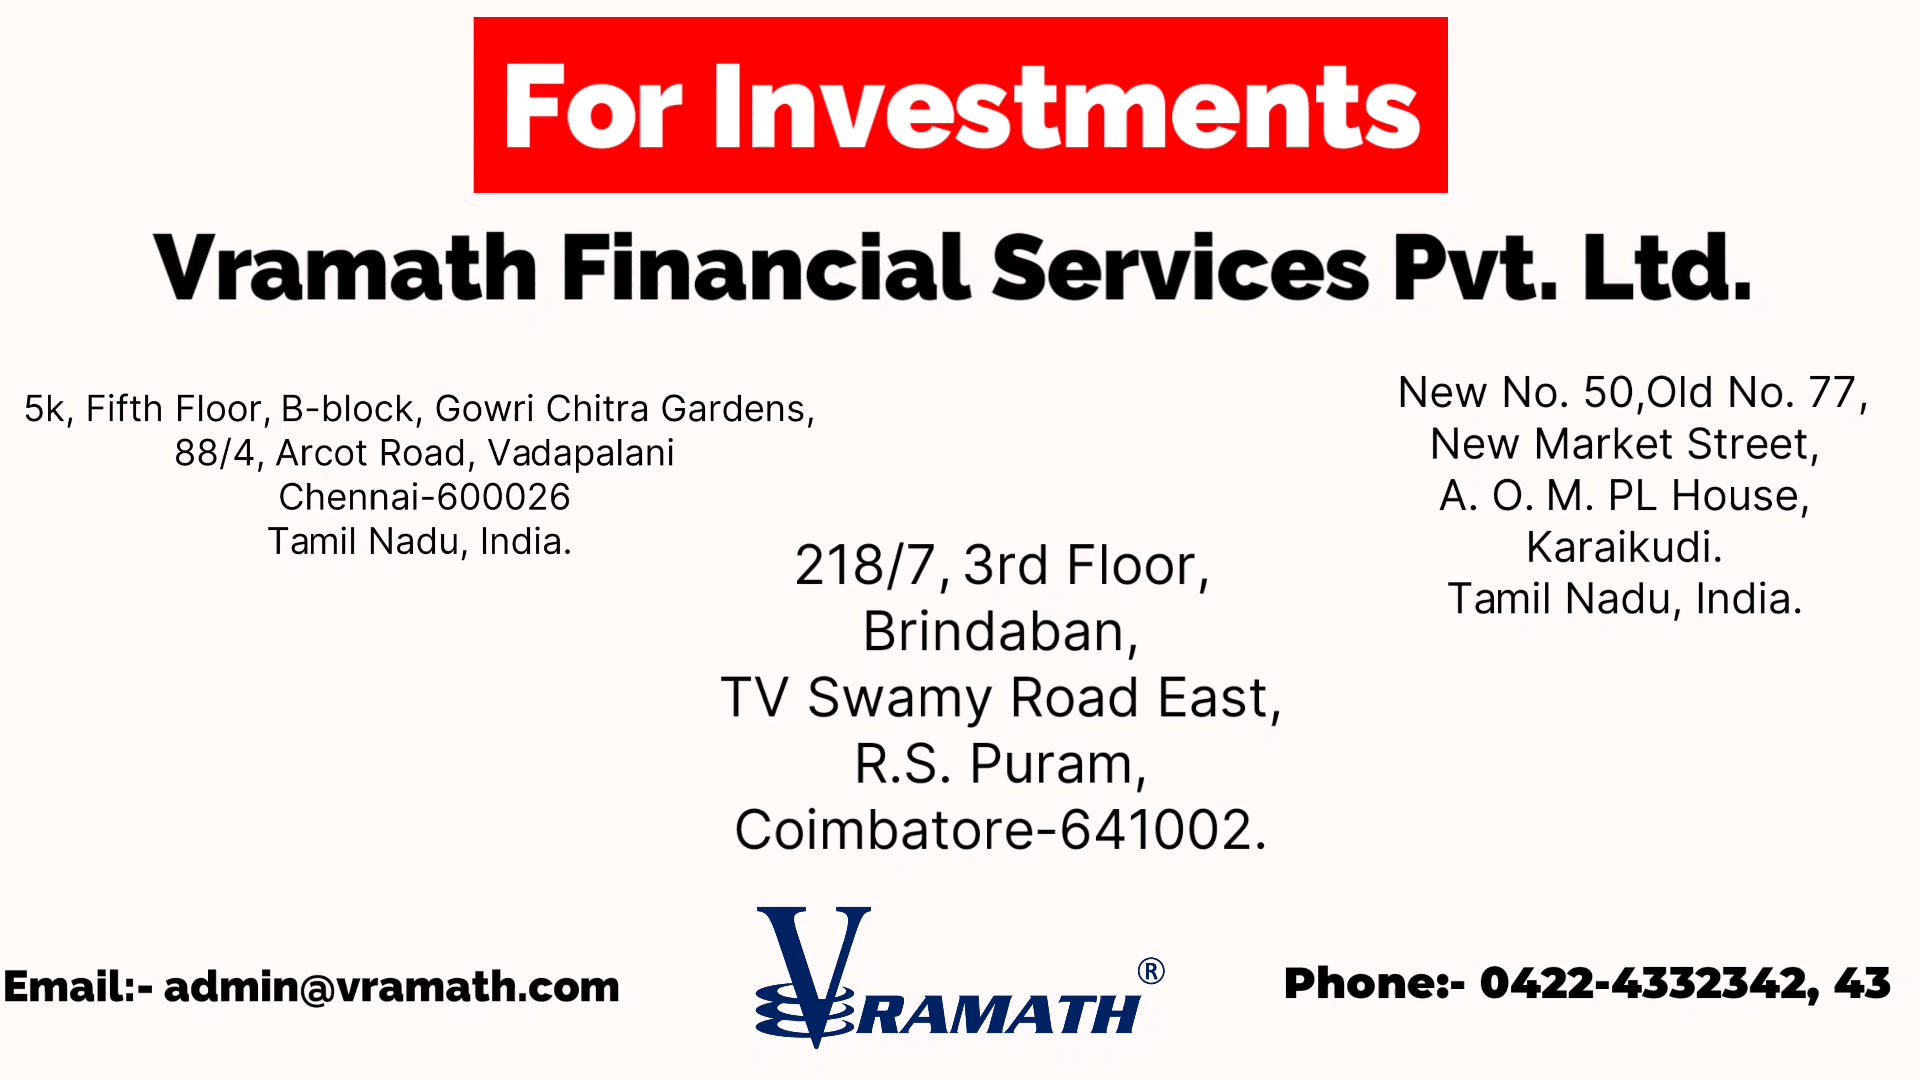 For Investments
Vramath Financial Services Pvt. Ltd.
5k, Fifth Floor, B-block, Gowri Chitra Gardens,
88/4, Arcot Road, Vadapalani
Chennai-600026
Tamil Nadu, India.
218/7, 3rd Floor,
Brindaban,
TV Swamy Road East,
R.S. Puram,
Coimbatore-641002.
New No. 50,Old No. 77,
New Market Street,
A. O. M. PL House,
Karaikudi.
Tamil Nadu, India.
Email:- admin@vramath.com
VRAMATH®
Phone:- 0422-4332342, 43